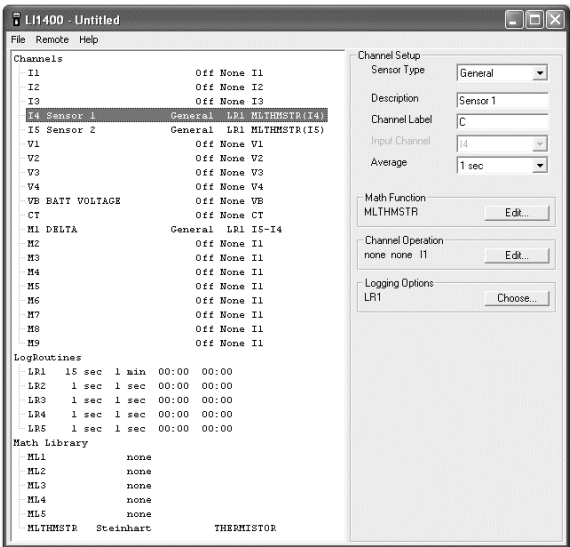 LI1400 - Untitled
File Remote Help
Channels
I1 Off None I1
I2 Off None I2
I3 Off None I3
I4 Sensor 1 General LR1 MLTHMSTR(I4)
I5 Sensor 2 General LR1 MLTHMSTR(I5)
V1 Off None V1
V2 Off None V2
V3 Off None V3
V4 Off None V4
VB BATT VOLTAGE Off None VB
CT Off None CT
M1 DELTA General LR1 I5-I4
M2 Off None I1
M3 Off None I1
M4 Off None I1
M5 Off None I1
M6 Off None I1
M7 Off None I1
M8 Off None I1
M9 Off None I1
LogRoutines
LR1 15 sec 1 min 00:00 00:00
LR2 1 sec 1 sec 00:00 00:00
LR3 1 sec 1 sec 00:00 00:00
LR4 1 sec 1 sec 00:00 00:00
LR5 1 sec 1 sec 00:00 00:00
Math Library
ML1 none
ML2 none
ML3 none
ML4 none
ML5 none
MLTHMSTR Steinhart THERMISTOR
Channel Setup
Sensor Type General
Description Sensor 1
Channel Label C
Input Channel I4
Average 1 sec
Math Function
MLTHMSTR Edit...
Channel Operation
none none I1 Edit...
Logging Options
LR1 Choose...